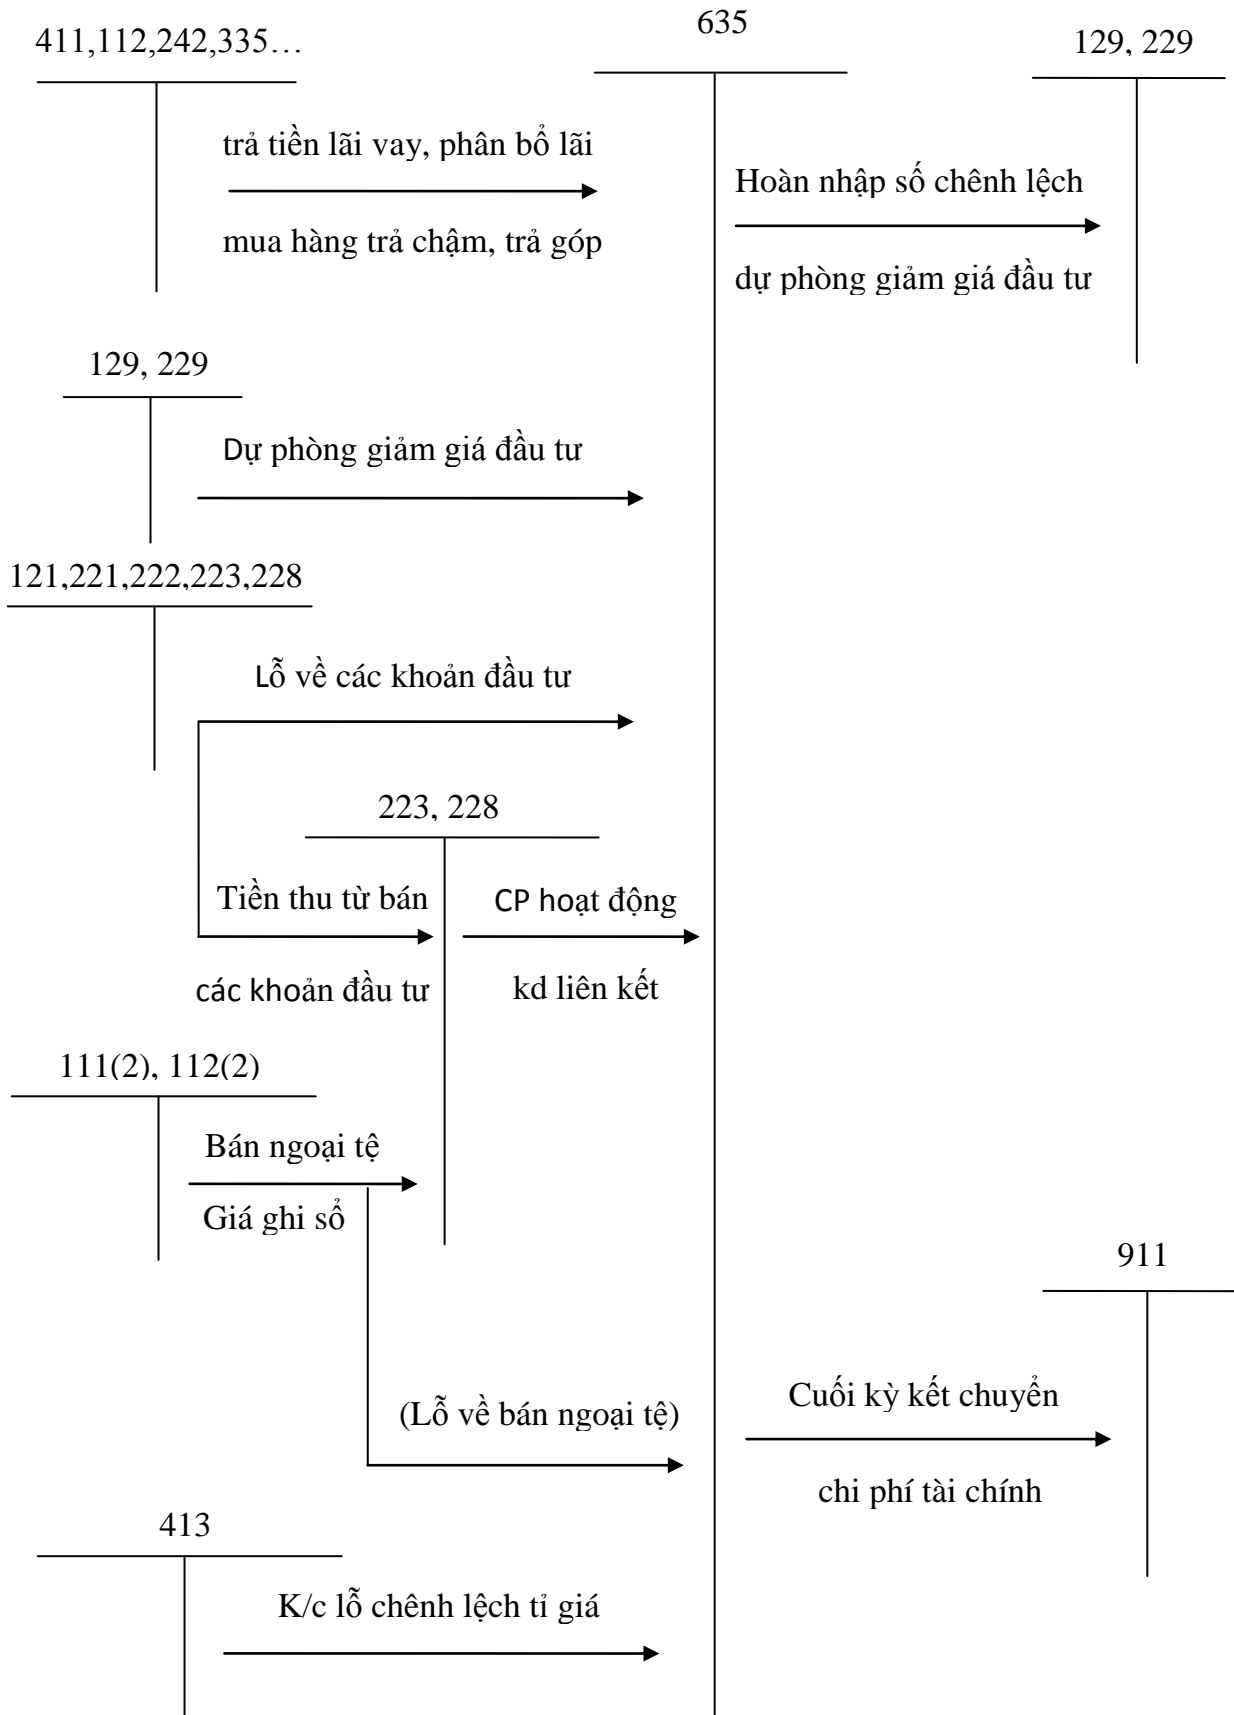 411,112,242,335…
635
129, 229
trả tiền lãi vay, phân bổ lãi
mua hàng trả chậm, trả góp
Hoàn nhập số chênh lệch
dự phòng giảm giá đầu tư
129, 229
Dự phòng giảm giá đầu tư
121,221,222,223,228
Lỗ về các khoản đầu tư
223, 228
Tiền thu từ bán
các khoản đầu tư
CP hoạt động
kd liên kết
111(2), 112(2)
Bán ngoại tệ
Giá ghi sổ
911
(Lỗ về bán ngoại tệ)
Cuối kỳ kết chuyển
chi phí tài chính
413
K/c lỗ chênh lệch tỉ giá